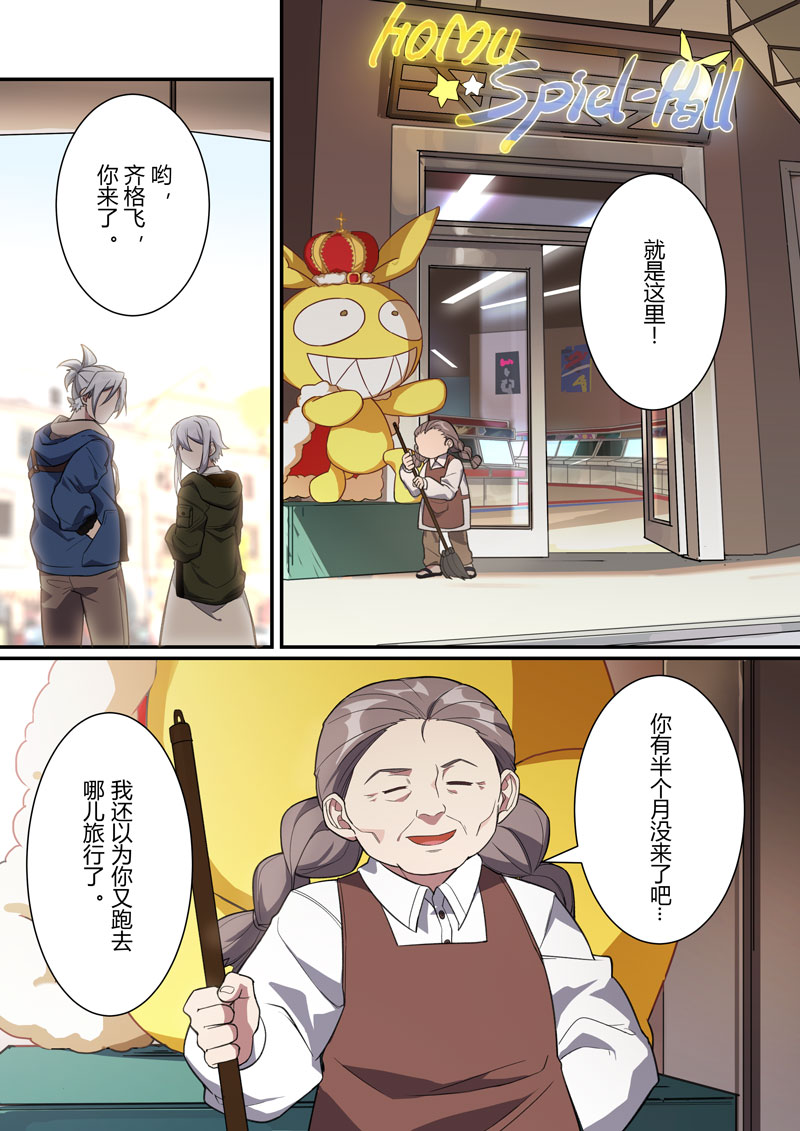 HOMU
Spiel-Hall
就是这里！
哟，
齐格飞，
你来了。
你有半个月没来了吧…
我还以为你又跑去
哪儿旅行了。